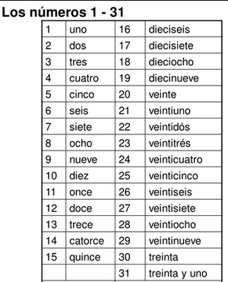 Los números 1 - 31
1 uno 16 dieciseis
2 dos 17 diecisiete
3 tres 18 dieciocho
4 cuatro 19 diecinueve
5 cinco 20 veinte
6 seis 21 veintiuno
7 siete 22 veintidós
8 ocho 23 veintitrés
9 nueve 24 veinticuatro
10 diez 25 veinticinco
11 once 26 veintiseis
12 doce 27 veintisiete
13 trece 28 veintiocho
14 catorce 29 veintinueve
15 quince 30 treinta
31 treinta y uno